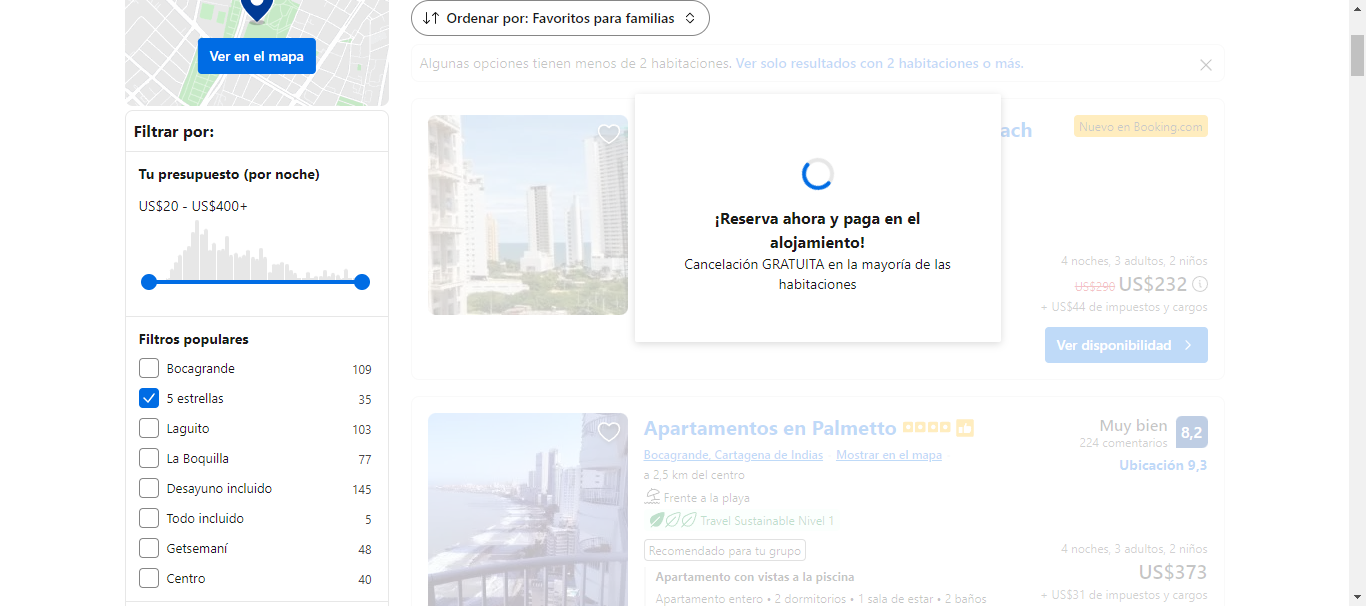 Ver en el mapa
Filtrar por:
Tu presupuesto (por noche)
US$20 - US$400+
Filtros populares
Bocagrande 109
5 estrellas 35
Laguito 103
La Boquilla 77
Desayuno incluido 145
Todo incluido 5
Getsemaní 48
Centro 40
Ordenar por: Favoritos para familias
Algunas opciones tienen menos de 2 habitaciones. Ver solo resultados con 2 habitaciones o más.
ach
Nuevo en Booking.com
¡Reserva ahora y paga en el
alojamiento!
Cancelación GRATUITA en la mayoría de las
habitaciones
4 noches, 3 adultos, 2 niños
US$290 US$232
+ US$44 de impuestos y cargos
Ver disponibilidad
Apartamentos en Palmetto
Bocagrande, Cartagena de Indias Mostrar en el mapa
a 2,5 km del centro
Frente a la playa
Travel Sustainable Nivel 1
Recomendado para tu grupo
Apartamento con vistas a la piscina
Apartamento entero • 2 dormitorios • 1 sala de estar • 2 baños
Muy bien 8,2
224 comentarios
Ubicación 9,3
4 noches, 3 adultos, 2 niños
US$373
+ US$31 de impuestos y cargos